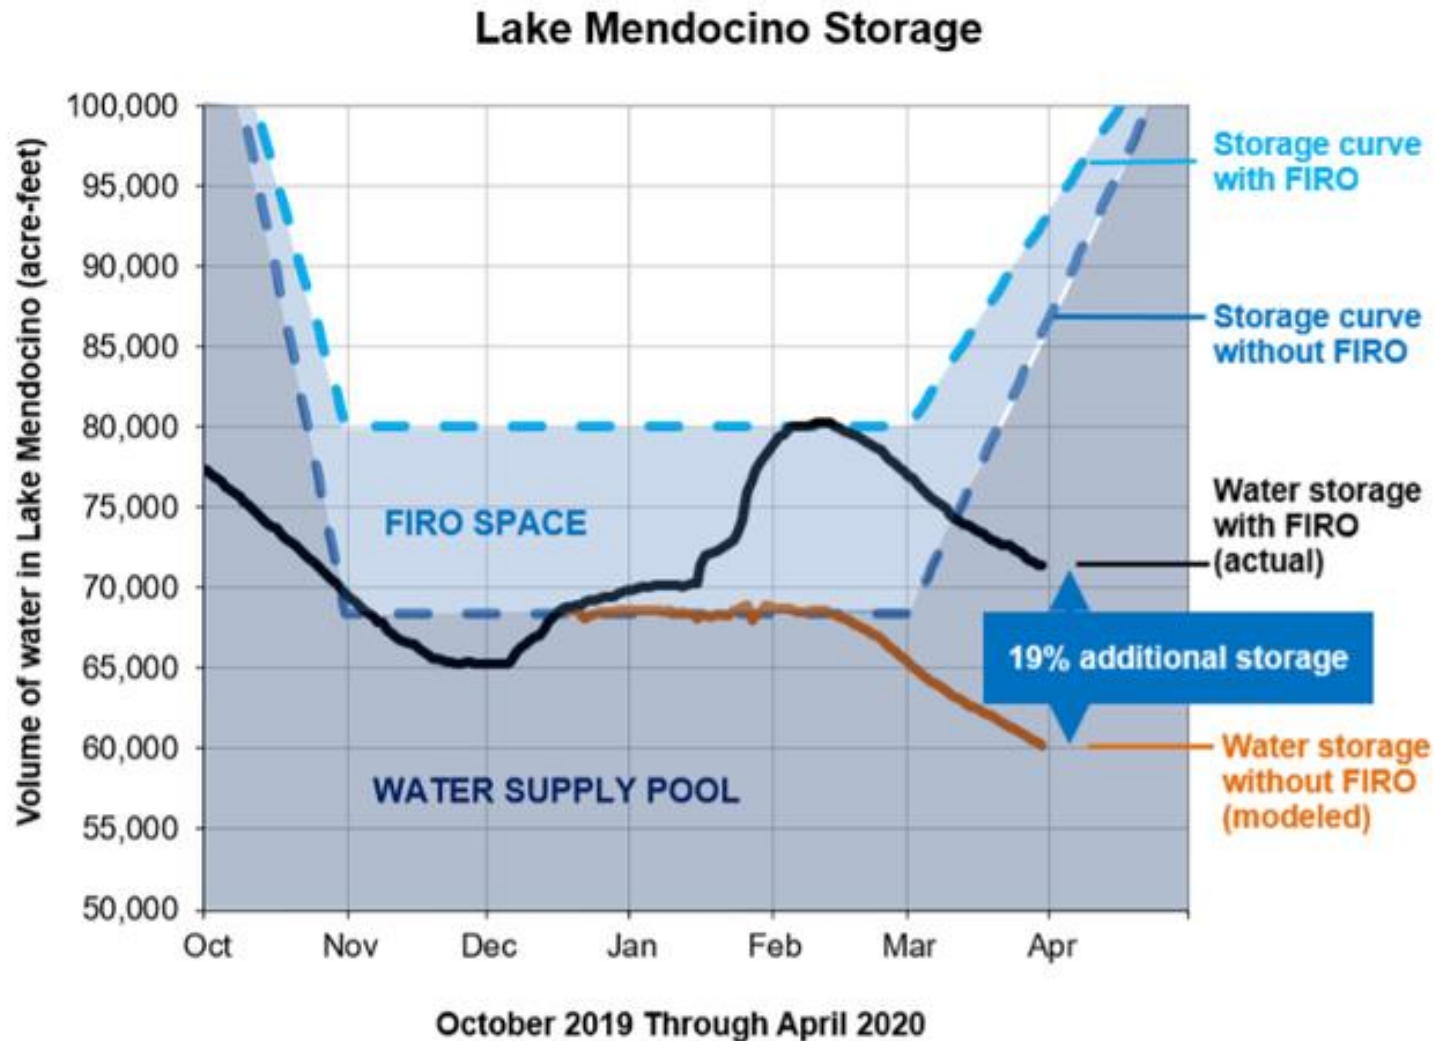 Lake Mendocino Storage
Volume of water in Lake Mendocino (acre-feet)
100,000
95,000
90,000
85,000
80,000
75,000
70,000
65,000
60,000
55,000
50,000
Oct
Nov
Dec
Jan
Feb
Mar
Apr
October 2019 Through April 2020
FIRO SPACE
WATER SUPPLY POOL
Storage curve
with FIRO
Storage curve
without FIRO
Water storage
with FIRO
(actual)
19% additional storage
Water storage
without FIRO
(modeled)